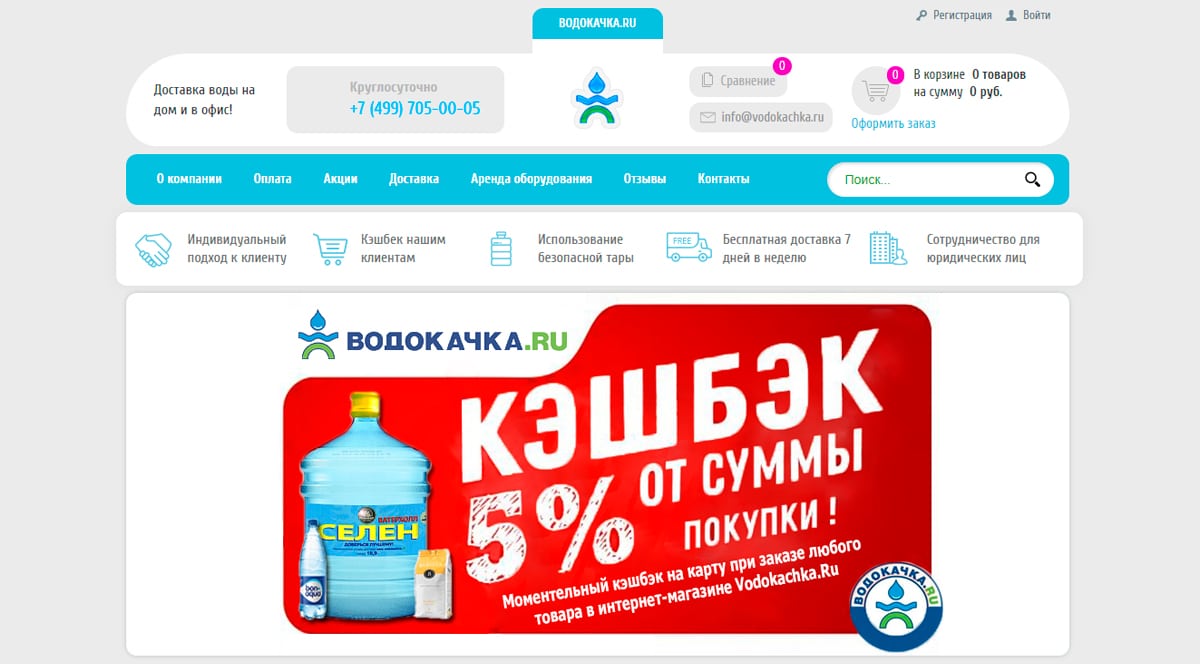 ВОДОКАЧКА.RU
Регистрация
Войти
Доставка воды на
дом и в офис!
Круглосуточно
+7 (499) 705-00-05
Сравнение
0
info@vodokachka.ru
0
В корзине 0 товаров
на сумму 0 руб.
Оформить заказ
О компании
Оплата
Акции
Доставка
Аренда оборудования
Отзывы
Контакты
Поиск...
Индивидуальный
подход к клиенту
Кэшбек нашим
клиентам
Использование
безопасной тары
FREE
Бесплатная доставка 7
дней в неделю
Сотрудничество для
юридических лиц
ВОДОКАЧКА.RU
КЭШБЭК
5% ОТ СУММЫ
ПОКУПКИ !
Моментельный кэшбэк на карту при заказе любого
товара в интернет-магазине Vodokachka.Ru
ВАТЕРХОЛЛ
СЕЛЕН
bon
aqua
ВОДОКАЧКА.RU